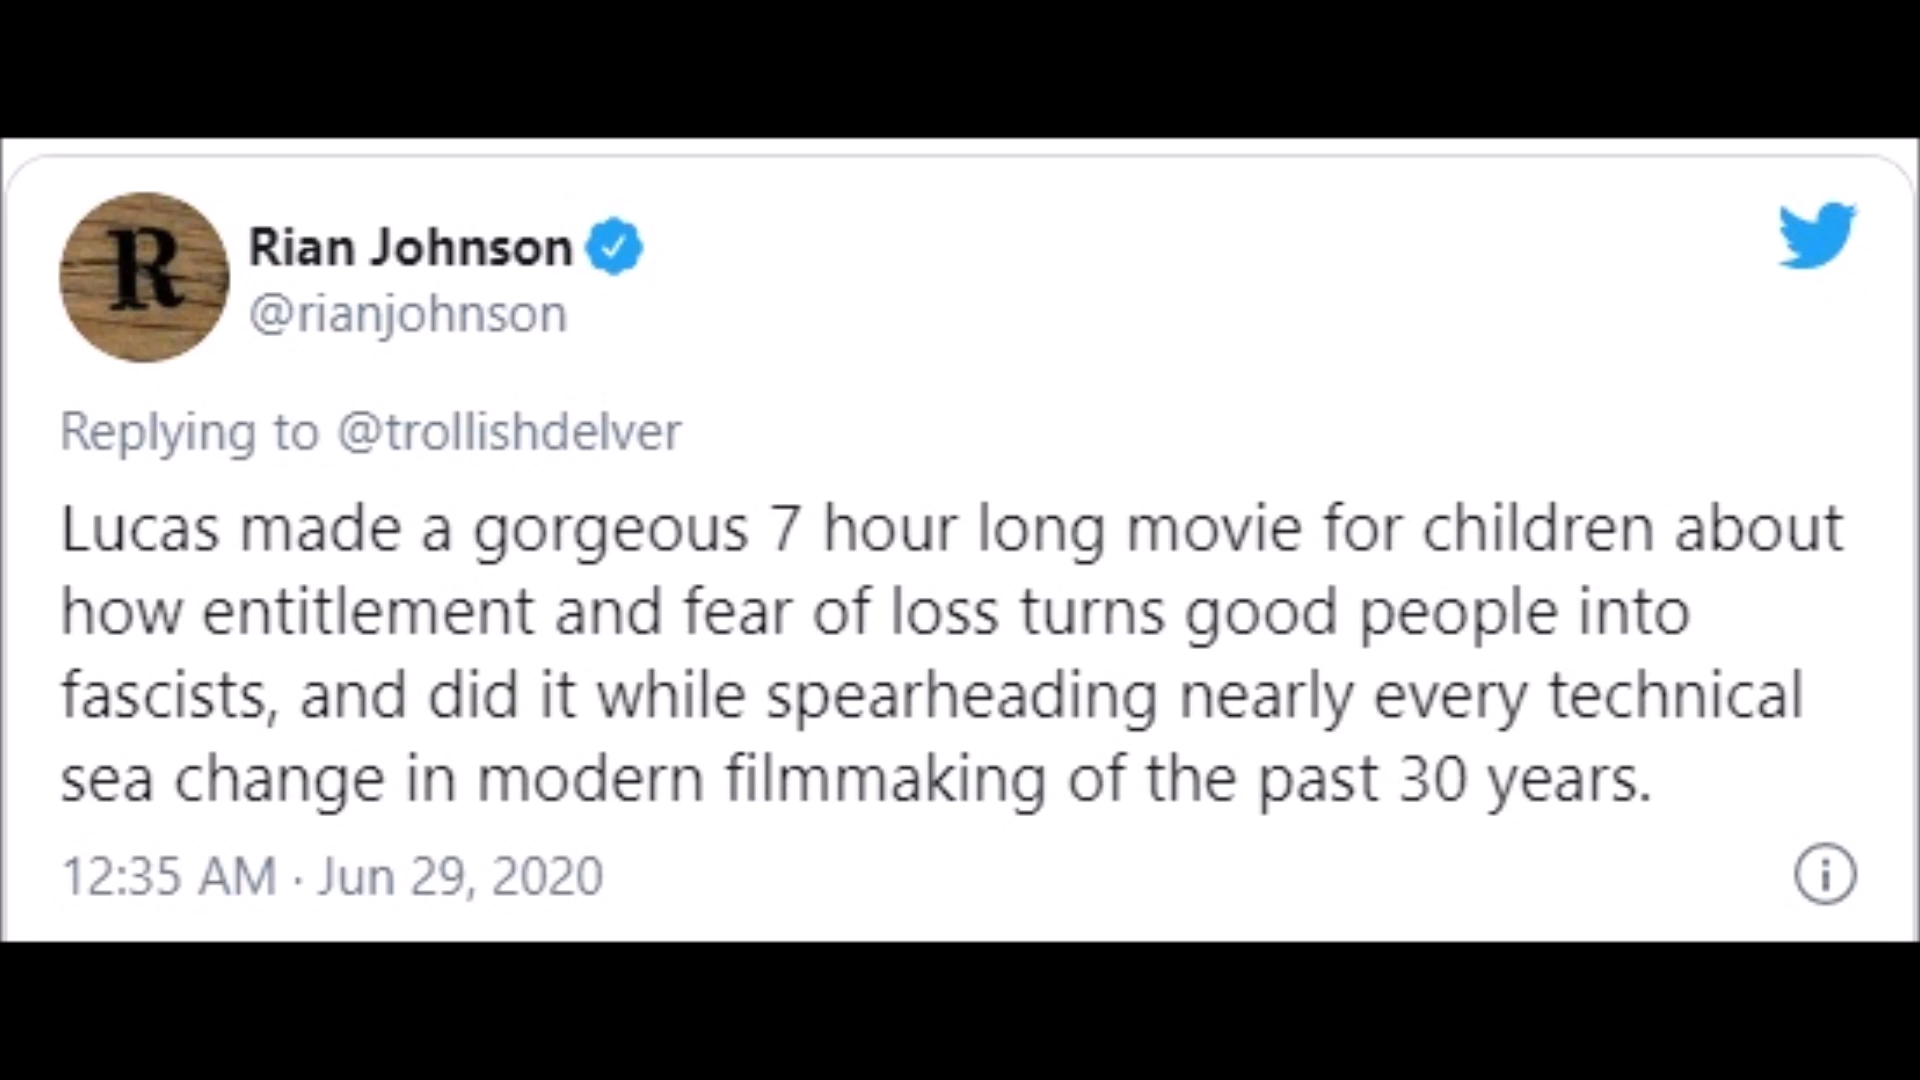 R
Rian Johnson
@rianjohnson
Replying to @trollishdelver
Lucas made a gorgeous 7 hour long movie for children about
how entitlement and fear of loss turns good people into
fascists, and did it while spearheading nearly every technical
sea change in modern filmmaking of the past 30 years.
12:35 AM · Jun 29, 2020